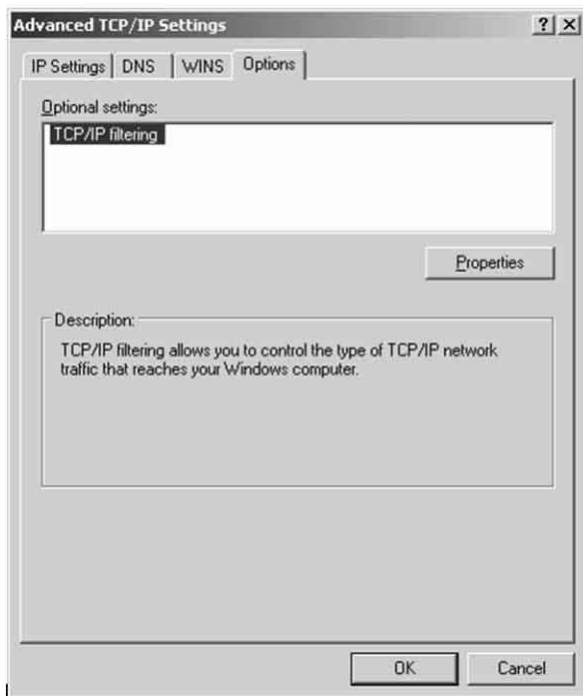 Advanced TCP/IP Settings
IP Settings DNS WINS Options
Optional settings:
TCP/IP filtering
Properties
Description:
TCP/IP filtering allows you to control the type of TCP/IP network
traffic that reaches your Windows computer.
OK Cancel